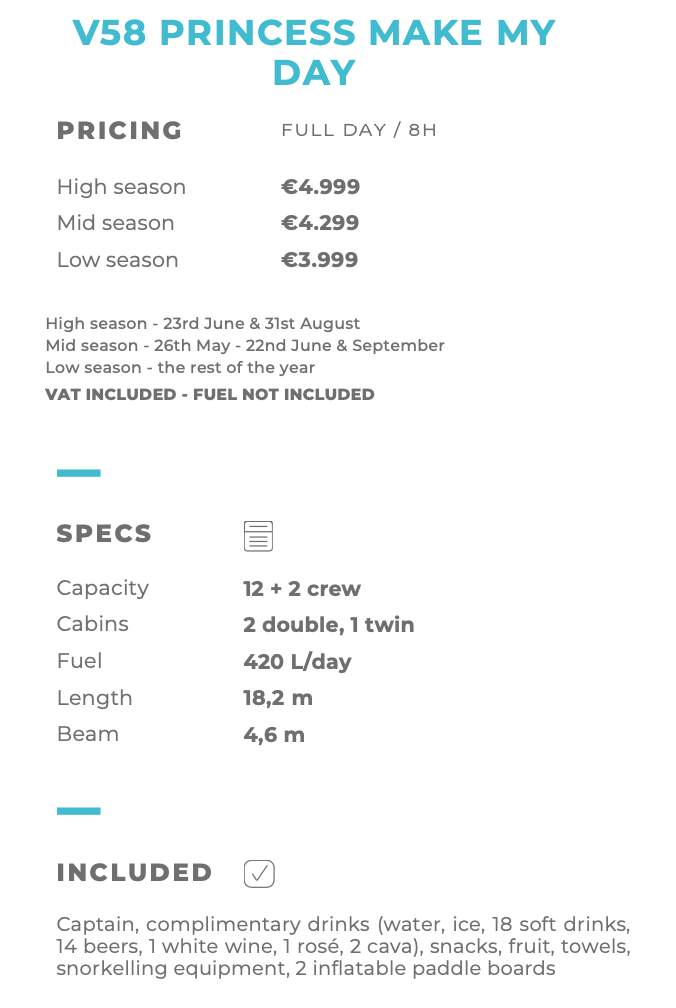 V58 PRINCESS MAKE MY
DAY
PRICING FULL DAY / 8H
High season €4.999
Mid season €4.299
Low season €3.999
High season - 23rd June & 31st August
Mid season - 26th May - 22nd June & September
Low season - the rest of the year
VAT INCLUDED - FUEL NOT INCLUDED
SPECS
Capacity 12 + 2 crew
Cabins 2 double, 1 twin
Fuel 420 L/day
Length 18,2 m
Beam 4,6 m
INCLUDED
Captain, complimentary drinks (water, ice, 18 soft drinks,
14 beers, 1 white wine, 1 rosé, 2 cava), snacks, fruit, towels,
snorkelling equipment, 2 inflatable paddle boards